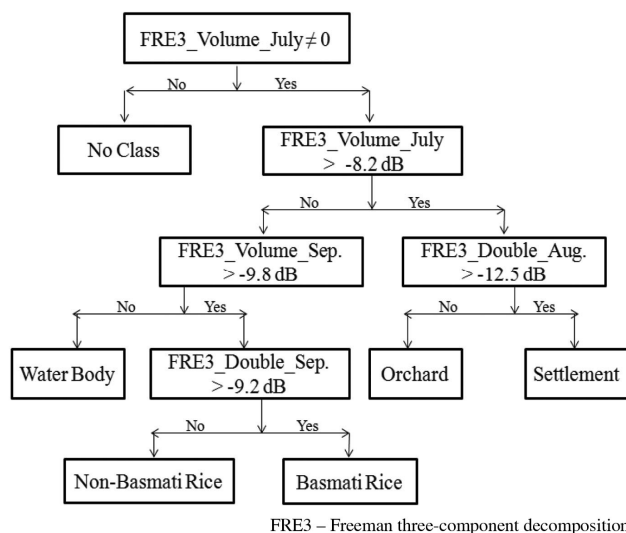 FRE3_Volume_July ≠ 0
No
Yes
No Class
FRE3_Volume_July
> -8.2 dB
No
Yes
FRE3_Volume_Sep.
> -9.8 dB
FRE3_Double_Aug.
> -12.5 dB
No
Yes
No
Yes
Water Body
FRE3_Double_Sep.
> -9.2 dB
Orchard
Settlement
No
Yes
Non-Basmati Rice
Basmati Rice
FRE3 – Freeman three-component decomposition